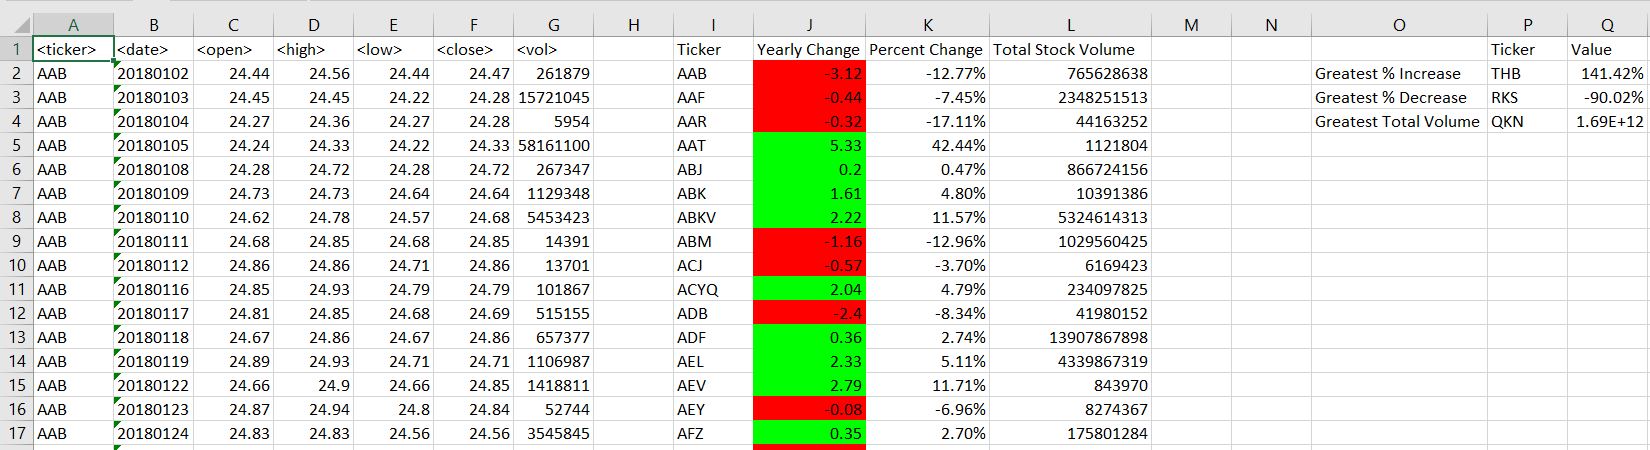 A B C D E F G H I J K L M N O P Q
1 <ticker> <date> <open> <high> <low> <close> <vol> Ticker Yearly Change Percent Change Total Stock Volume Ticker Value
2 AAB 20180102 24.44 24.56 24.44 24.47 261879 AAB -3.12 -12.77% 765628638 Greatest % Increase THB 141.42%
3 AAB 20180103 24.45 24.45 24.22 24.28 15721045 AAF -0.44 -7.45% 2348251513 Greatest % Decrease RKS -90.02%
4 AAB 20180104 24.27 24.36 24.27 24.28 5954 AAR -0.32 -17.11% 44163252 Greatest Total Volume QKN 1.69E+12
5 AAB 20180105 24.24 24.33 24.22 24.33 58161100 AAT 5.33 42.44% 1121804
6 AAB 20180108 24.28 24.72 24.28 24.72 267347 ABJ 0.2 0.47% 866724156
7 AAB 20180109 24.73 24.73 24.64 24.64 1129348 ABK 1.61 4.80% 10391386
8 AAB 20180110 24.62 24.78 24.57 24.68 5453423 ABKV 2.22 11.57% 5324614313
9 AAB 20180111 24.68 24.85 24.68 24.85 14391 ABM -1.16 -12.96% 1029560425
10 AAB 20180112 24.86 24.86 24.71 24.86 13701 ACJ -0.57 -3.70% 6169423
11 AAB 20180116 24.85 24.93 24.79 24.79 101867 ACYQ 2.04 4.79% 234097825
12 AAB 20180117 24.81 24.85 24.68 24.69 515155 ADB -2.4 -8.34% 41980152
13 AAB 20180118 24.67 24.86 24.67 24.86 657377 ADF 0.36 2.74% 13907867898
14 AAB 20180119 24.89 24.93 24.71 24.71 1106987 AEL 2.33 5.11% 4339867319
15 AAB 20180122 24.66 24.9 24.66 24.85 1418811 AEV 2.79 11.71% 843970
16 AAB 20180123 24.87 24.94 24.8 24.84 52744 AEY -0.08 -6.96% 8274367
17 AAB 20180124 24.83 24.83 24.56 24.56 3545845 AFZ 0.35 2.70% 175801284